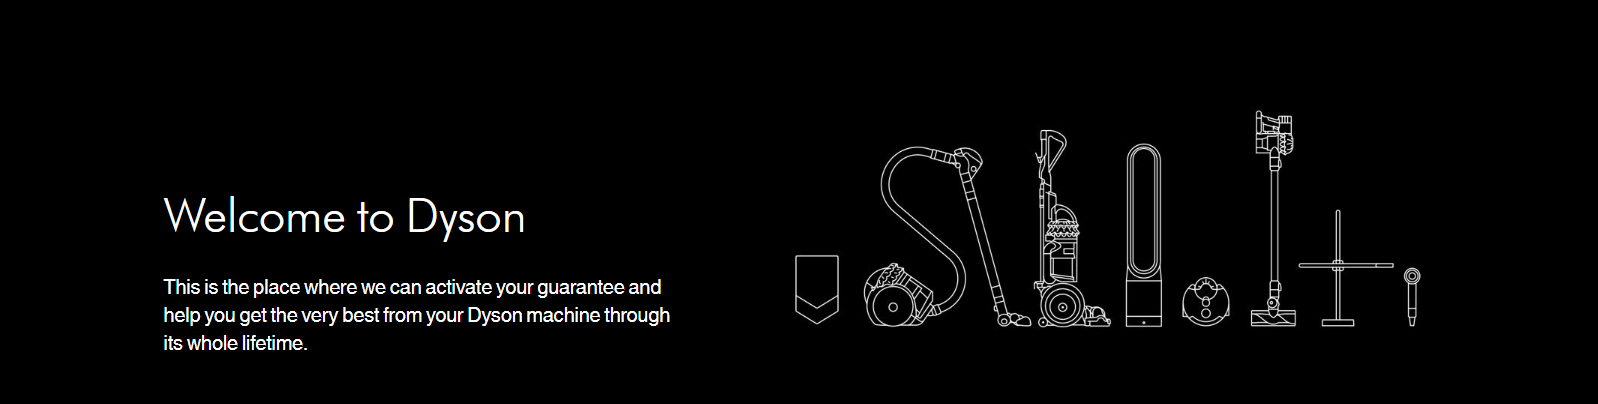 Welcome to Dyson
This is the place where we can activate your guarantee and
help you get the very best from your Dyson machine through
its whole lifetime.